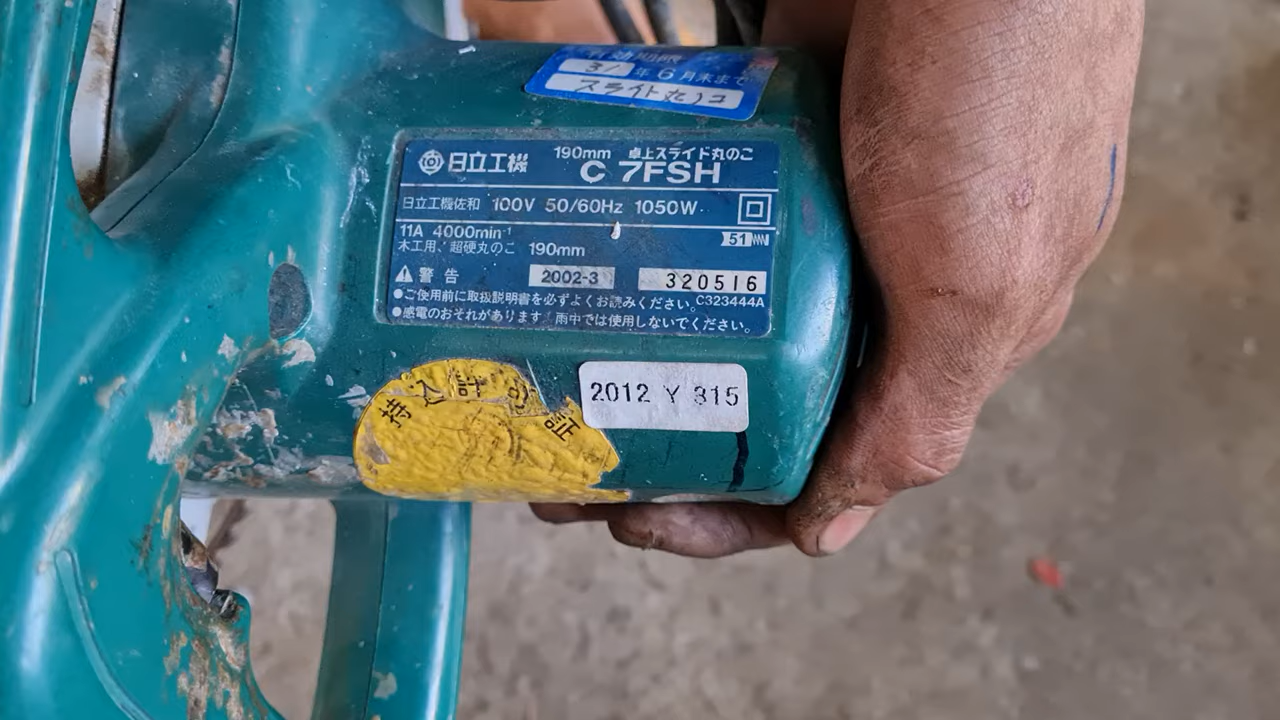 有効期限
31年6月末まで
スライド丸ノコ
日立工機
190mm 卓上スライド丸のこ
C 7FSH
日立工機佐和 100V 50/60Hz 1050W
11A 4000min⁻¹
51
木工用、超硬丸のこ 190mm
⚠警告 2002-3 320516
●ご使用前に取扱説明書を必ずよくお読みください。C323444A
●感電のおそれがあります 雨中では使用しないでください。
持込許可証
2012 Y 315